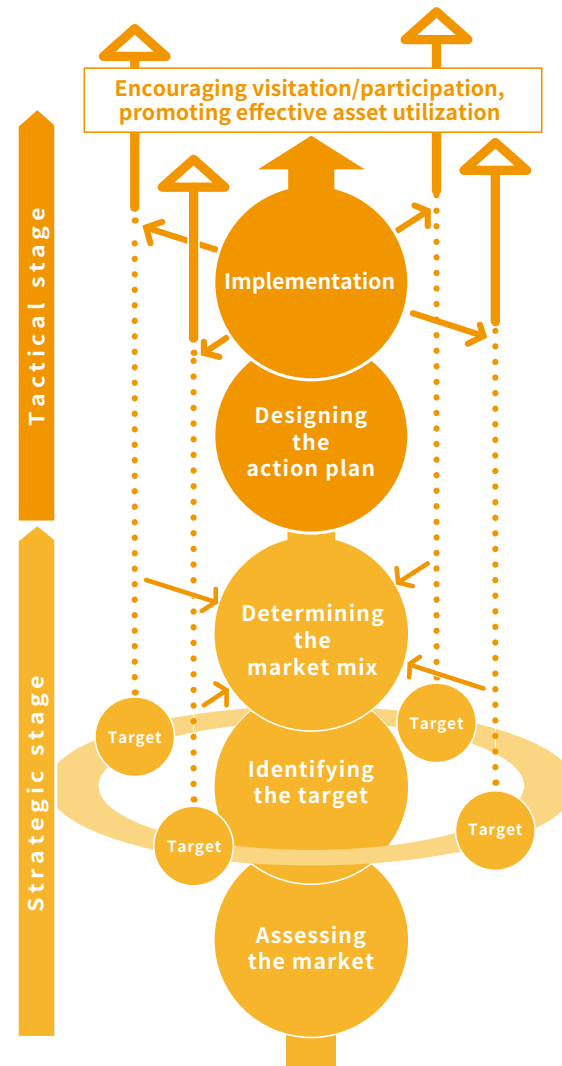 Encouraging visitation/participation,
promoting effective asset utilization
Tactical stage
Implementation
Designing
the
action plan
Strategic stage
Determining
the
market mix
Target
Target
Identifying
the target
Target
Target
Assessing
the market